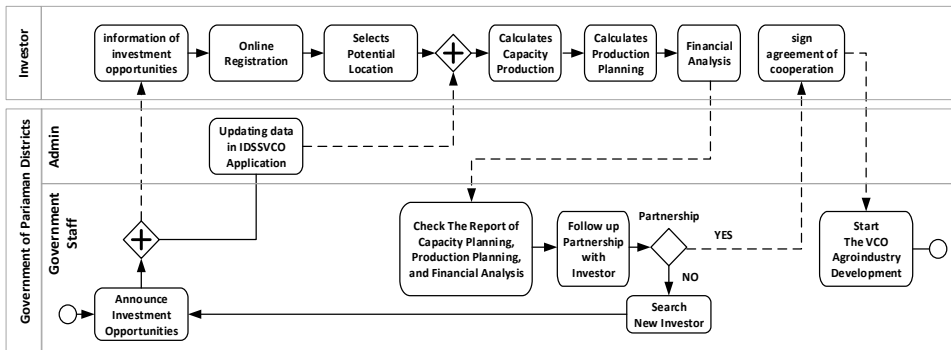 Investor
information of
investment
opportunities
Online
Registration
Selects
Potential
Location
Calculates
Capacity
Production
Calculates
Production
Planning
Financial
Analysis
sign
agreement of
cooperation
Government of Pariaman Districts
Admin
Updating data
in IDSSVCO
Application
Government
Staff
Check The Report of
Capacity Planning,
Production Planning,
and Financial Analysis
Follow up
Partnership
with
Investor
Partnership
YES
NO
Start
The VCO
Agroindustry
Development
Announce
Investment
Opportunities
Search
New Investor